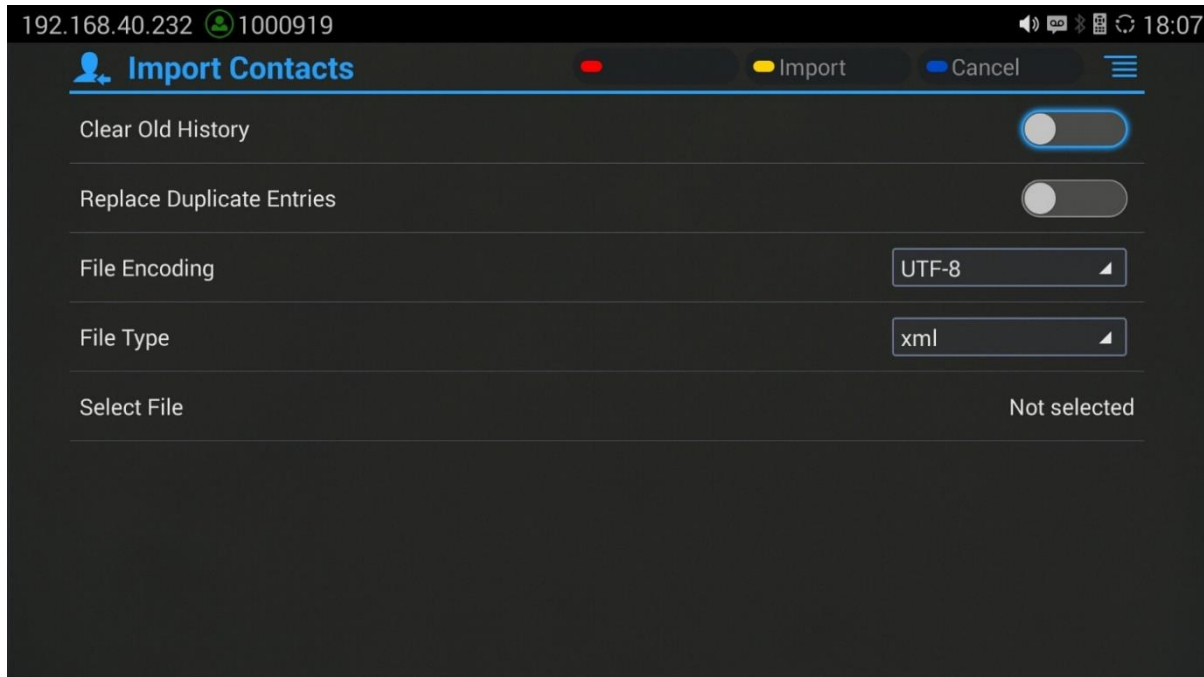 192.168.40.232 1000919 18:07
Import Contacts Import Cancel
Clear Old History
Replace Duplicate Entries
File Encoding UTF-8
File Type xml
Select File Not selected